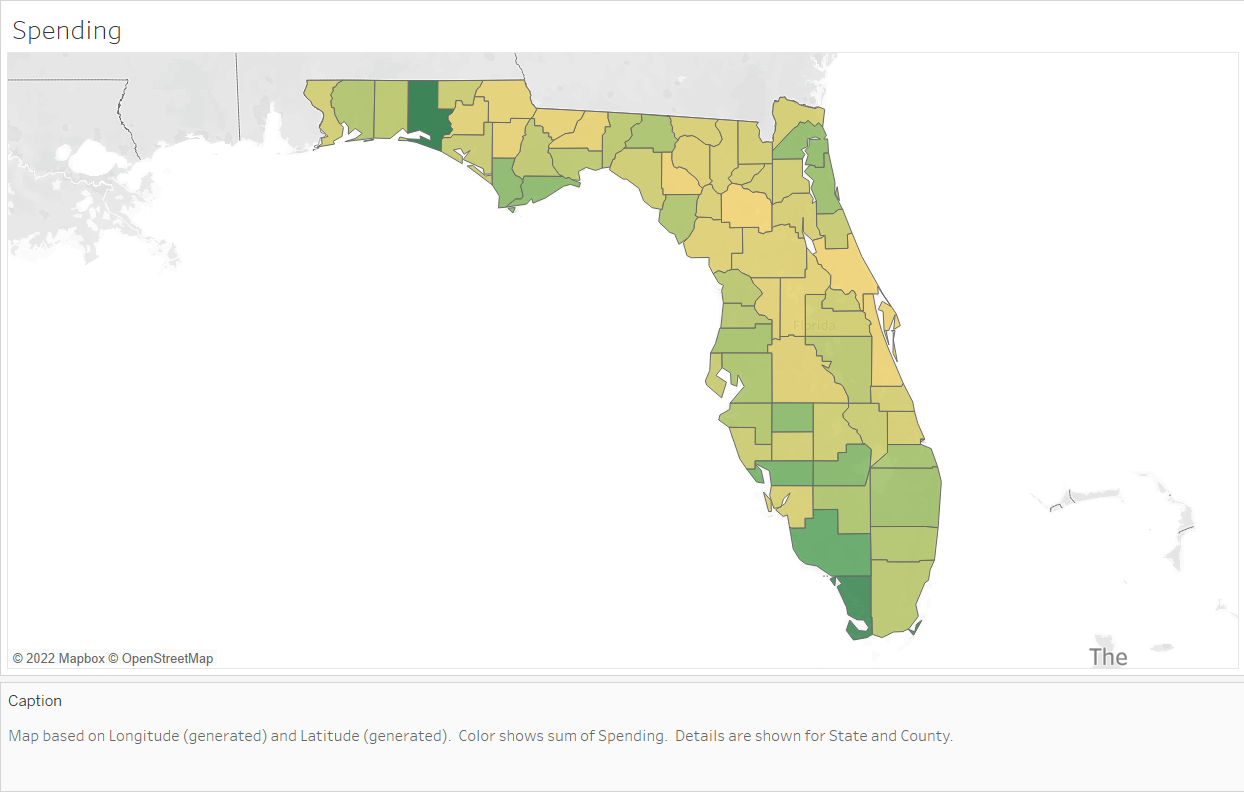 Spending
Florida
© 2022 Mapbox © OpenStreetMap
The
Caption
Map based on Longitude (generated) and Latitude (generated).  Color shows sum of Spending.  Details are shown for State and County.